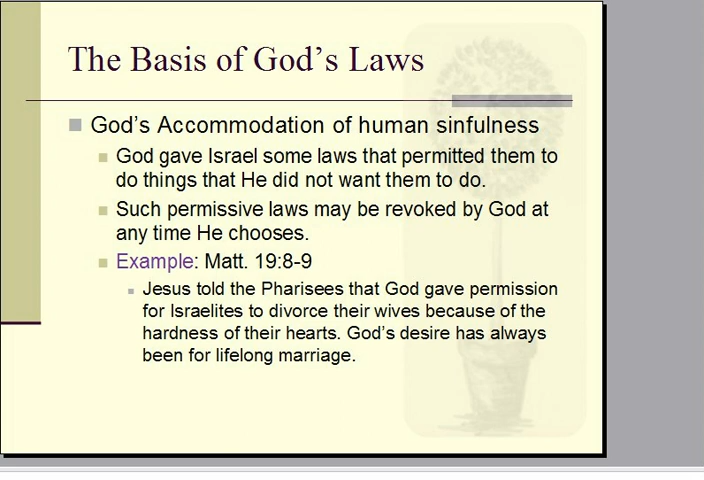 The Basis of God's Laws
God's Accommodation of human sinfulness
God gave Israel some laws that permitted them to
do things that He did not want them to do.
Such permissive laws may be revoked by God at
any time He chooses.
Example: Matt. 19:8-9
Jesus told the Pharisees that God gave permission
for Israelites to divorce their wives because of the
hardness of their hearts. God's desire has always
been for lifelong marriage.